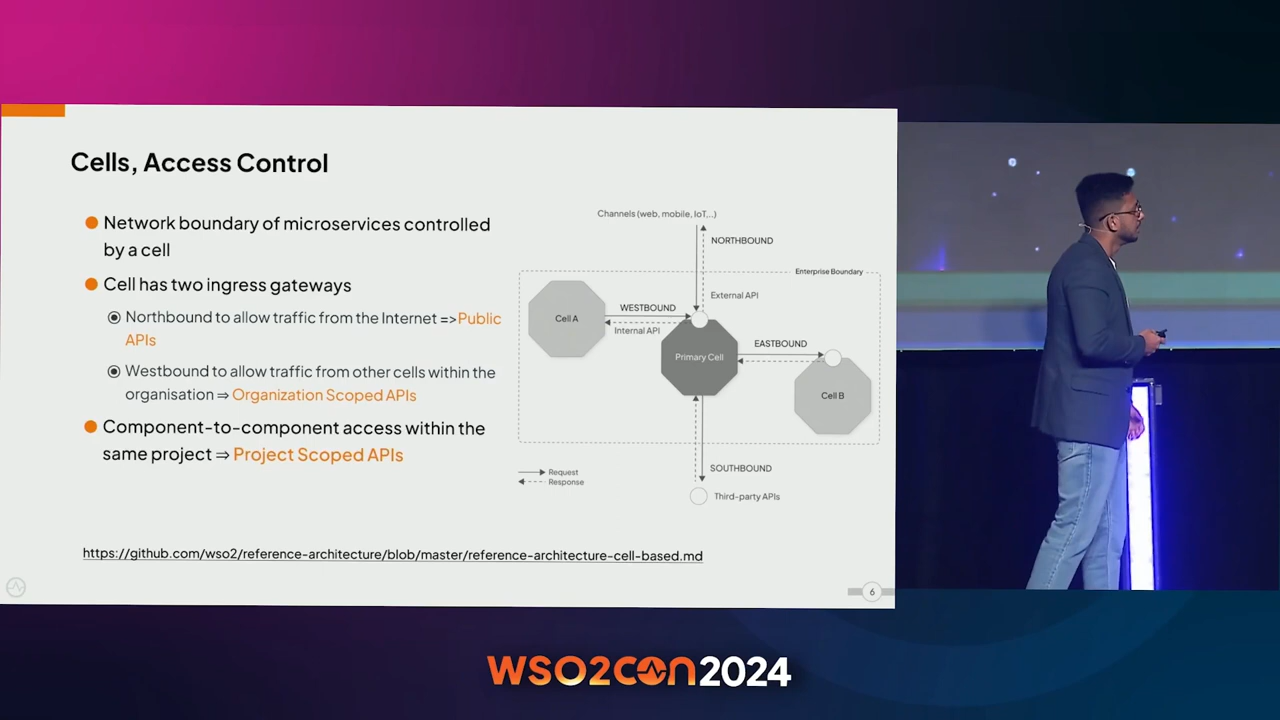 Cells, Access Control
Network boundary of microservices controlled
by a cell
Cell has two ingress gateways
Northbound to allow traffic from the Internet =>Public
APIs
Westbound to allow traffic from other cells within the
organisation ⇒ Organization Scoped APIs
Component-to-component access within the
same project ⇒ Project Scoped APIs
Channels (web, mobile, IoT,..)
NORTHBOUND
Enterprise Boundary
External API
WESTBOUND
Cell A
Internal API
EASTBOUND
Primary Cell
Cell B
SOUTHBOUND
Request
Response
Third-party APIs
https://github.com/wso2/reference-architecture/blob/master/reference-architecture-cell-based.md
6
WSO2CON2024